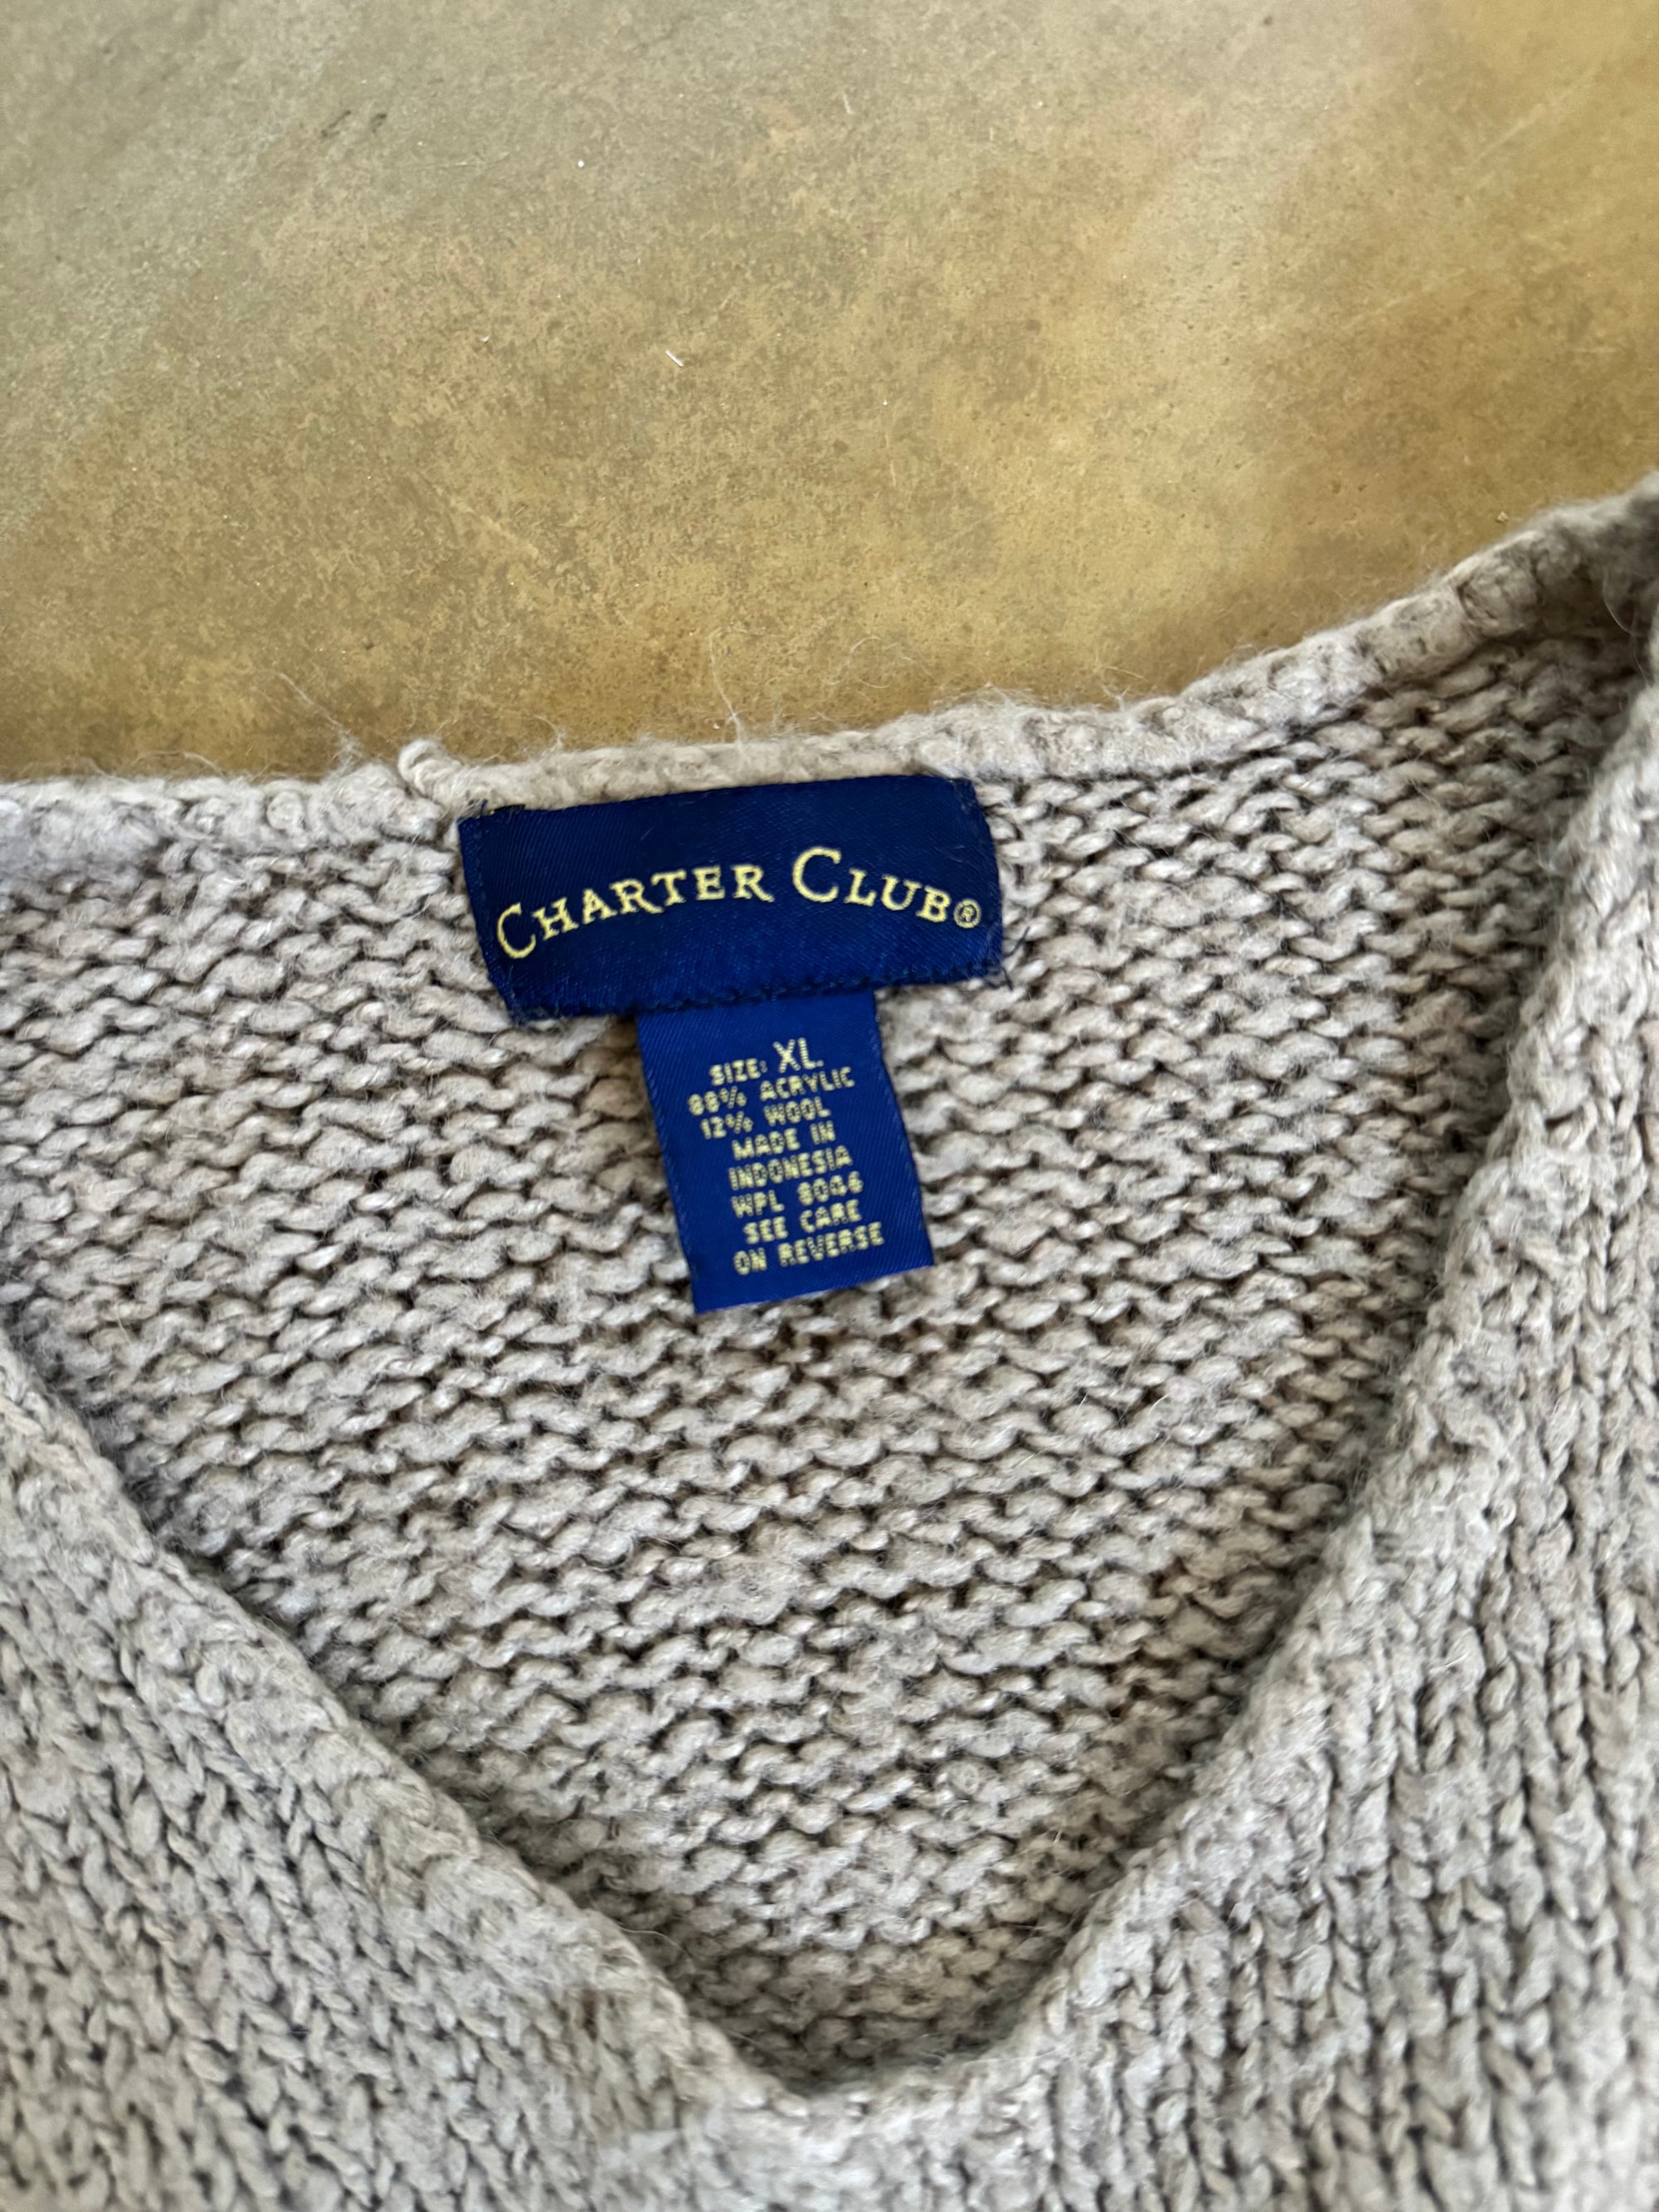 CHARTER CLUB®
SIZE: XL
88% ACRYLIC
12% WOOL
MADE IN
INDONESIA
WPL 8046
SEE CARE
ON REVERSE